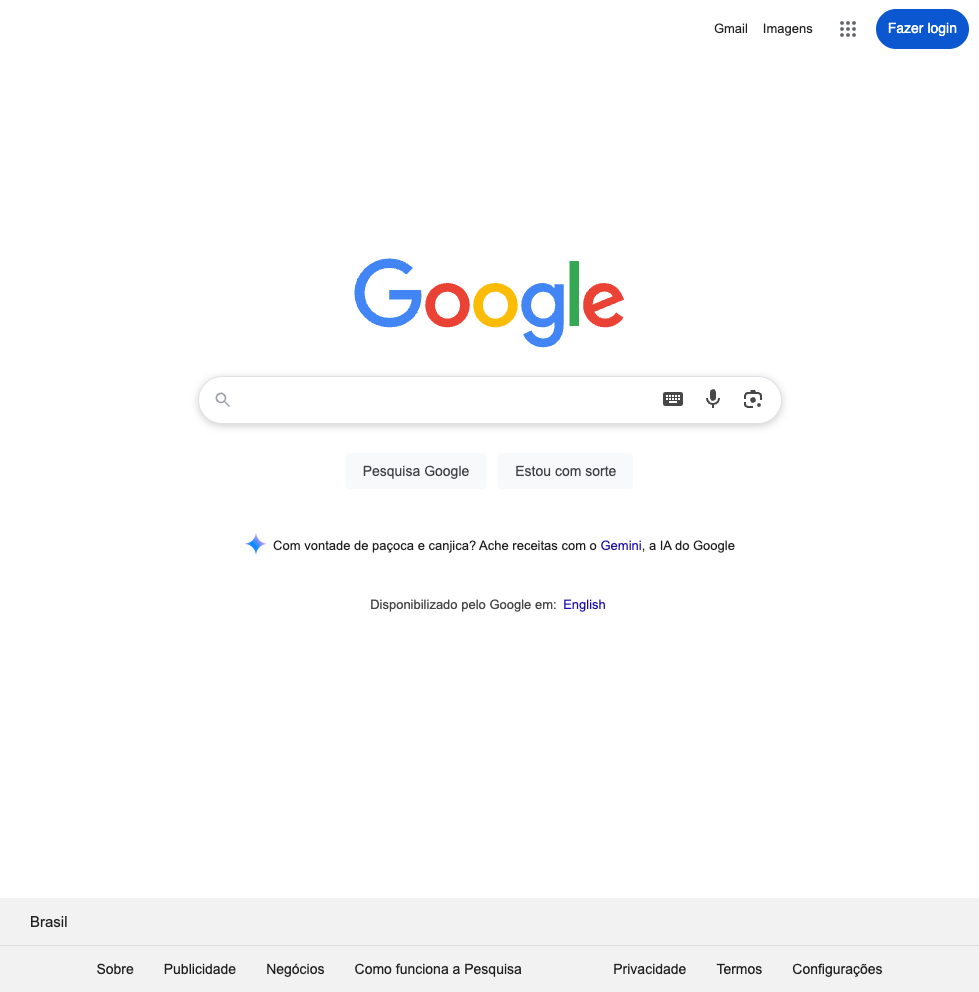 Gmail Imagens Fazer login
Google
Pesquisa Google Estou com sorte
Com vontade de paçoca e canjica? Ache receitas com o Gemini, a IA do Google
Disponibilizado pelo Google em: English
Brasil
Sobre Publicidade Negócios Como funciona a Pesquisa Privacidade Termos Configurações